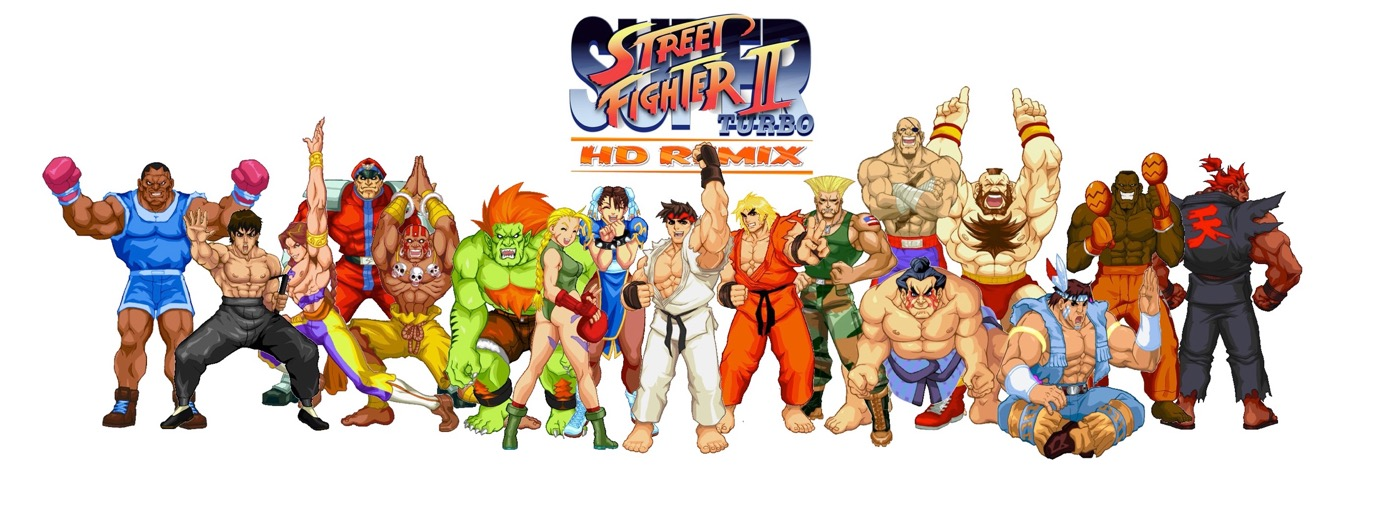 SUPER
STREET
FIGHTER II
TURBO
HD REMIX
天